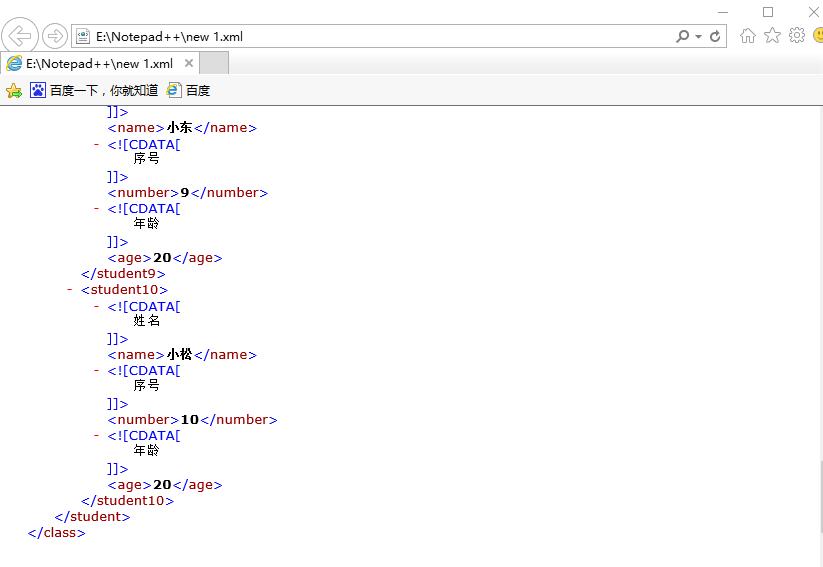 E:\Notepad++\new 1.xml
E:\Notepad++\new 1.xml
百度一下，你就知道 百度
]]>
<name>小东</name>
- <![CDATA[
序号
]]>
<number>9</number>
- <![CDATA[
年龄
]]>
<age>20</age>
</student9>
- <student10>
- <![CDATA[
姓名
]]>
<name>小松</name>
- <![CDATA[
序号
]]>
<number>10</number>
- <![CDATA[
年龄
]]>
<age>20</age>
</student10>
</student>
</class>